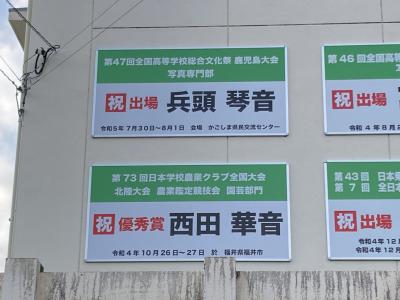 第47回全国高等学校総合文化祭 鹿児島大会
写真専門部
祝 出場 兵頭 琴音
令和5年7月30日〜8月1日 会場 かごしま県民交流センター
第46回全国高等
写真
祝 出場
令和4年8月
第73回日本学校農業クラブ全国大会
北陸大会 農業鑑定競技会 園芸部門
祝 優秀賞 西田 華音
令和4年10月26日〜27日 於 福井県福井市
第43回 日本
第7回 全日本
祝 出場
令和4年12月
令和4年12月